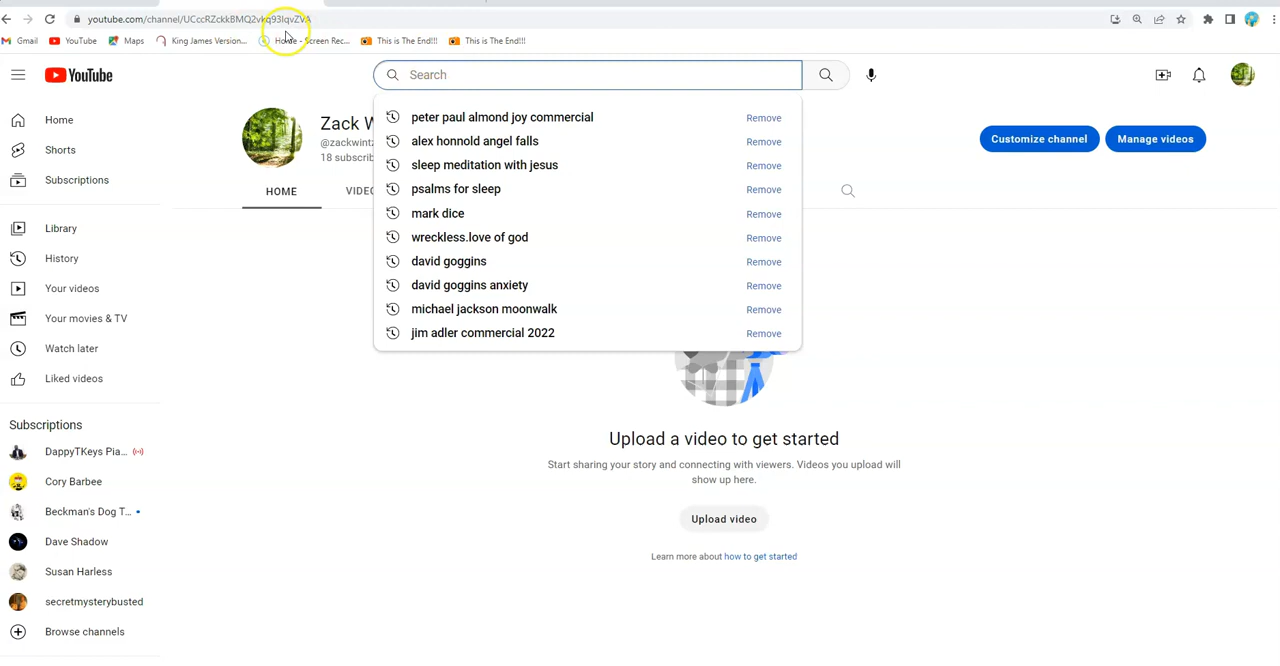 youtube.com/channel/UCccRZckkBMQ2vkq93IqvZVA
Gmail YouTube Maps King James Version... Home - Screen Rec... This is The End!!! This is The End!!!
YouTube
Search
peter paul almond joy commercial Remove
alex honnold angel falls Remove
sleep meditation with jesus Remove
psalms for sleep Remove
mark dice Remove
wreckless.love of god Remove
david goggins Remove
david goggins anxiety Remove
michael jackson moonwalk Remove
jim adler commercial 2022 Remove
Zack W
@zackwintz
18 subscrib
Customize channel Manage videos
HOME VIDEO
Home
Shorts
Subscriptions
Library
History
Your videos
Your movies & TV
Watch later
Liked videos
Subscriptions
DappyTKeys Pia...
Cory Barbee
Beckman's Dog T...
Dave Shadow
Susan Harless
secretmysterybusted
Browse channels
Upload a video to get started
Start sharing your story and connecting with viewers. Videos you upload will
show up here.
Upload video
Learn more about how to get started